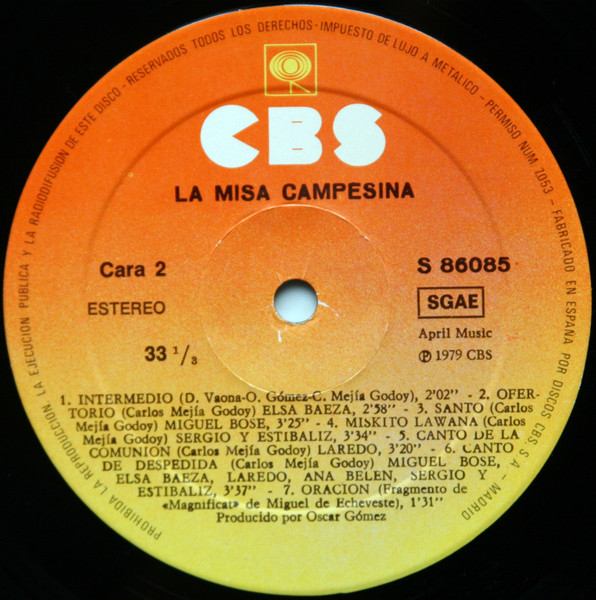 PROHIBIDA LA REPRODUCCION, LA EJECUCION PUBLICA Y LA RADIODIFUSION DE ESTE DISCO - RESERVADOS TODOS LOS DERECHOS - IMPUESTO DE LUJO A METALICO - PERMISO NUM. 7053 - FABRICADO EN ESPAÑA POR DISCOS CBS, S.A. - MADRID
CBS
LA MISA CAMPESINA
Cara 2
S 86085
ESTEREO
SGAE
April Music
33 1/3
℗ 1979 CBS
1. INTERMEDIO (D. Vaona-O. Gómez-C. Mejía Godoy), 2'02'' - 2. OFER-
TORIO (Carlos Mejía Godoy) ELSA BAEZA, 2'58'' - 3. SANTO (Carlos
Mejía Godoy) MIGUEL BOSE, 3'25'' - 4. MISKITO LAWANA (Carlos
Mejía Godoy) SERGIO Y ESTIBALIZ, 3'34'' - 5. CANTO DE LA
COMUNION (Carlos Mejía Godoy) LAREDO, 3'20'' - 6. CANTO
DE DESPEDIDA (Carlos Mejía Godoy) MIGUEL BOSE,
ELSA BAEZA, LAREDO, ANA BELEN, SERGIO Y
ESTIBALIZ, 3'37'' - 7. ORACION (Fragmento de
«Magnificat» de Miguel de Echeveste), 1'31''
Producido por Oscar Gómez